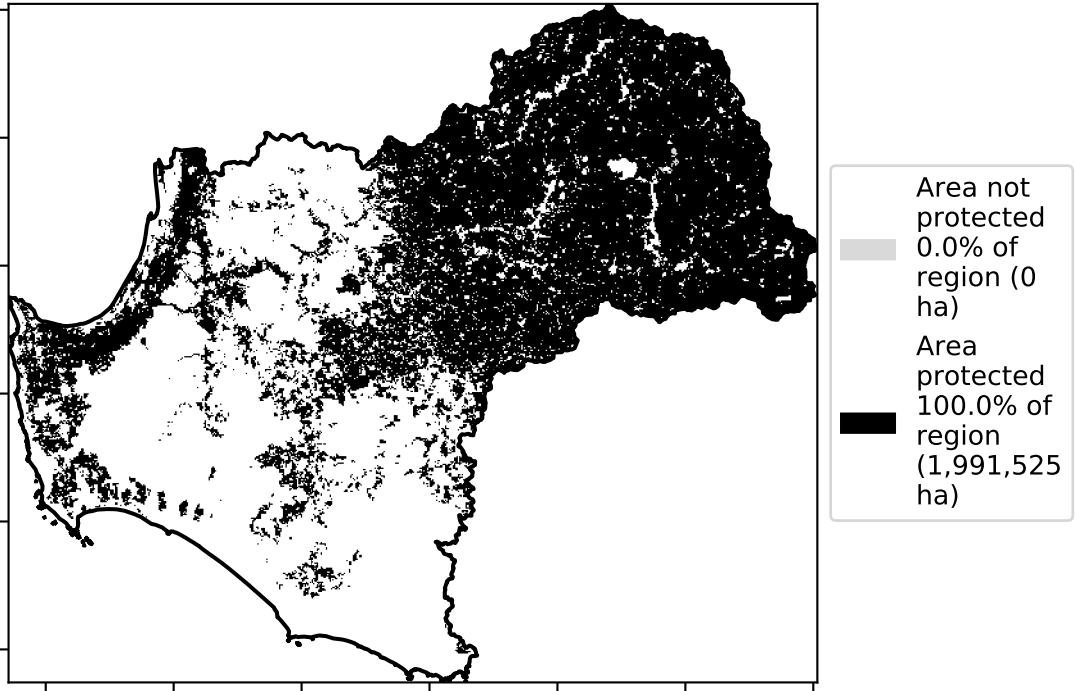 Area not
protected
0.0% of
region (0
ha)
Area
protected
100.0% of
region
(1,991,525
ha)